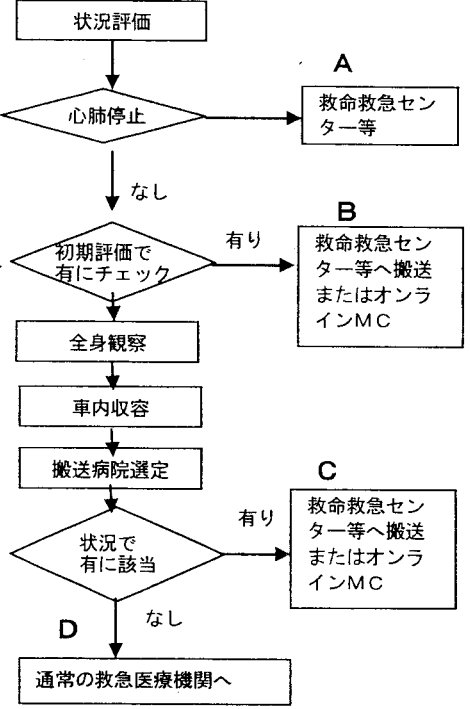 状況評価
A
心肺停止
救命救急セン
ター等
なし
B
初期評価で
有にチェック
有り
救命救急セン
ター等へ搬送
またはオンラ
インＭＣ
全身観察
車内収容
搬送病院選定
C
有り
状況で
有に該当
救命救急セン
ター等へ搬送
またはオンラ
インＭＣ
D
なし
通常の救急医療機関へ